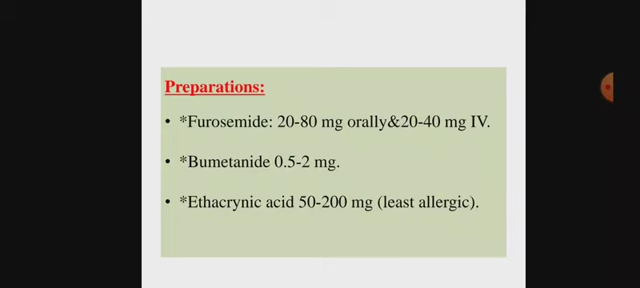 Preparations:
• *Furosemide: 20-80 mg orally&20-40 mg IV.
• *Bumetanide 0.5-2 mg.
• *Ethacrynic acid 50-200 mg (least allergic).